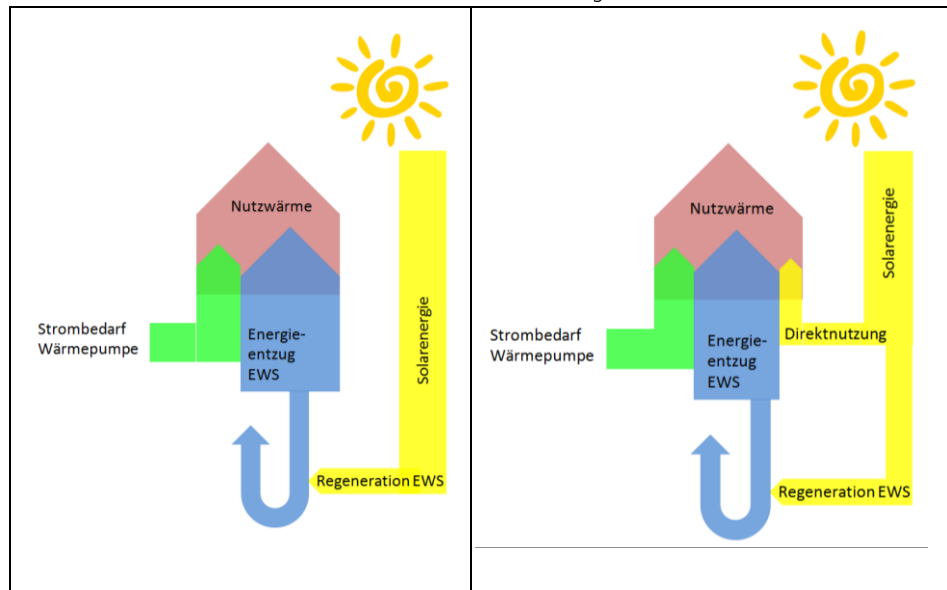 Nutzwärme
Strombedarf
Wärmepumpe
Energie-
entzug
EWS
Solarenergie
Regeneration EWS
Nutzwärme
Solarenergie
Strombedarf
Wärmepumpe
Energie-
entzug
EWS
Direktnutzung
Regeneration EWS